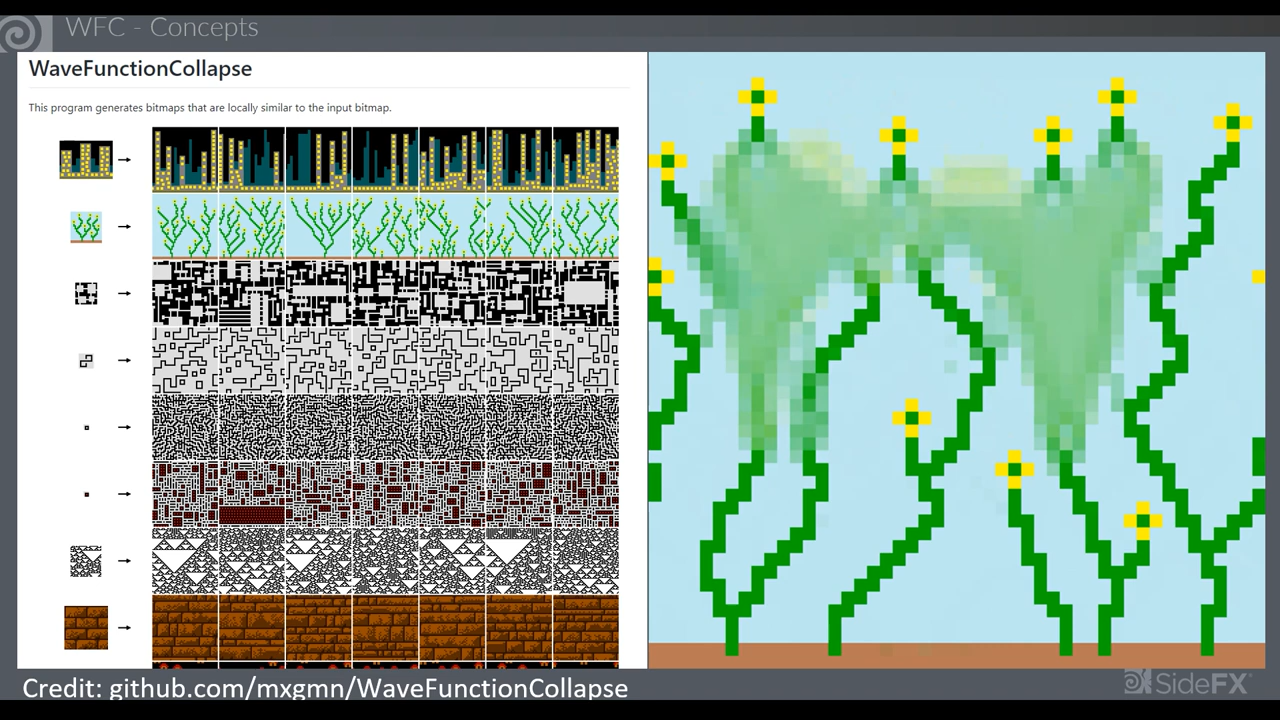 WFC - Concepts
WaveFunctionCollapse
This program generates bitmaps that are locally similar to the input bitmap.
Credit: github.com/mxgmn/WaveFunctionCollapse
SideFX